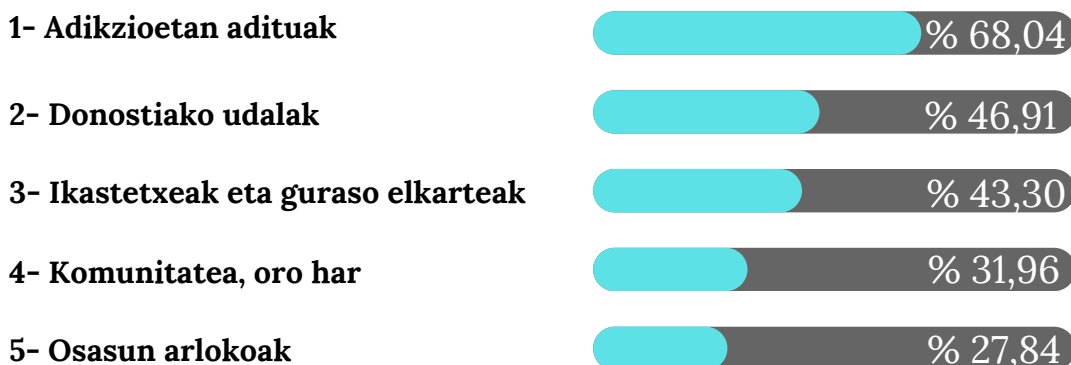 1- Adikzioetan adituak % 68,04
2- Donostiako udalak % 46,91
3- Ikastetxeak eta guraso elkarteak % 43,30
4- Komunitatea, oro har % 31,96
5- Osasun arlokoak % 27,84